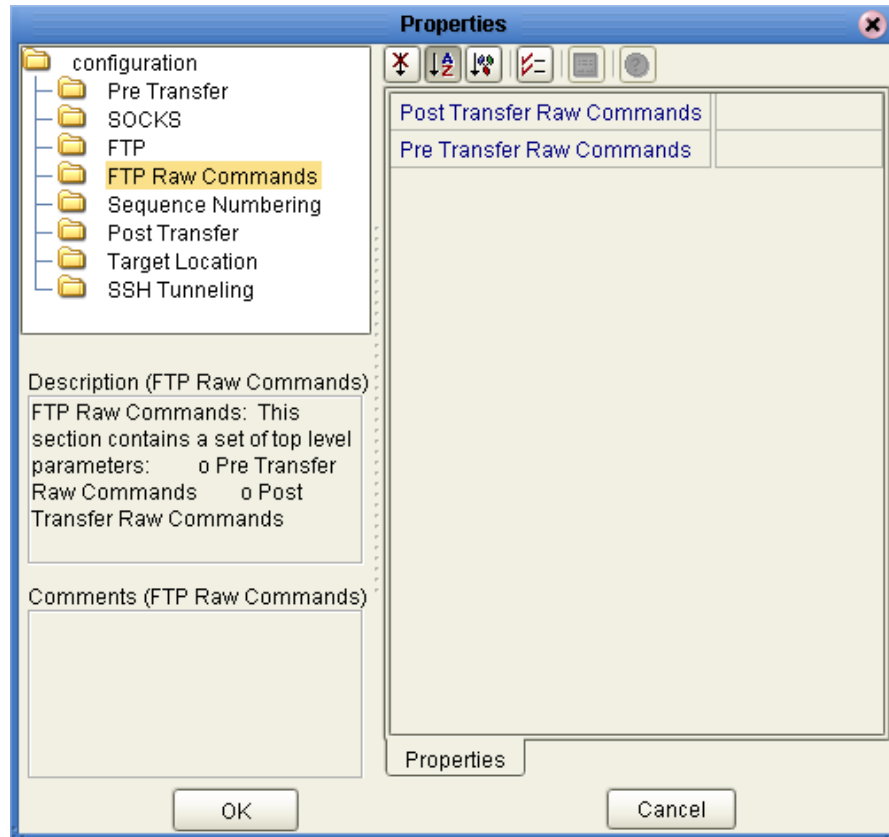 Properties
configuration
Pre Transfer
SOCKS
FTP
FTP Raw Commands
Sequence Numbering
Post Transfer
Target Location
SSH Tunneling
Description (FTP Raw Commands)
FTP Raw Commands:  This
section contains a set of top level
parameters:      o Pre Transfer
Raw Commands      o Post
Transfer Raw Commands
Comments (FTP Raw Commands)
Post Transfer Raw Commands
Pre Transfer Raw Commands
Properties
OK
Cancel